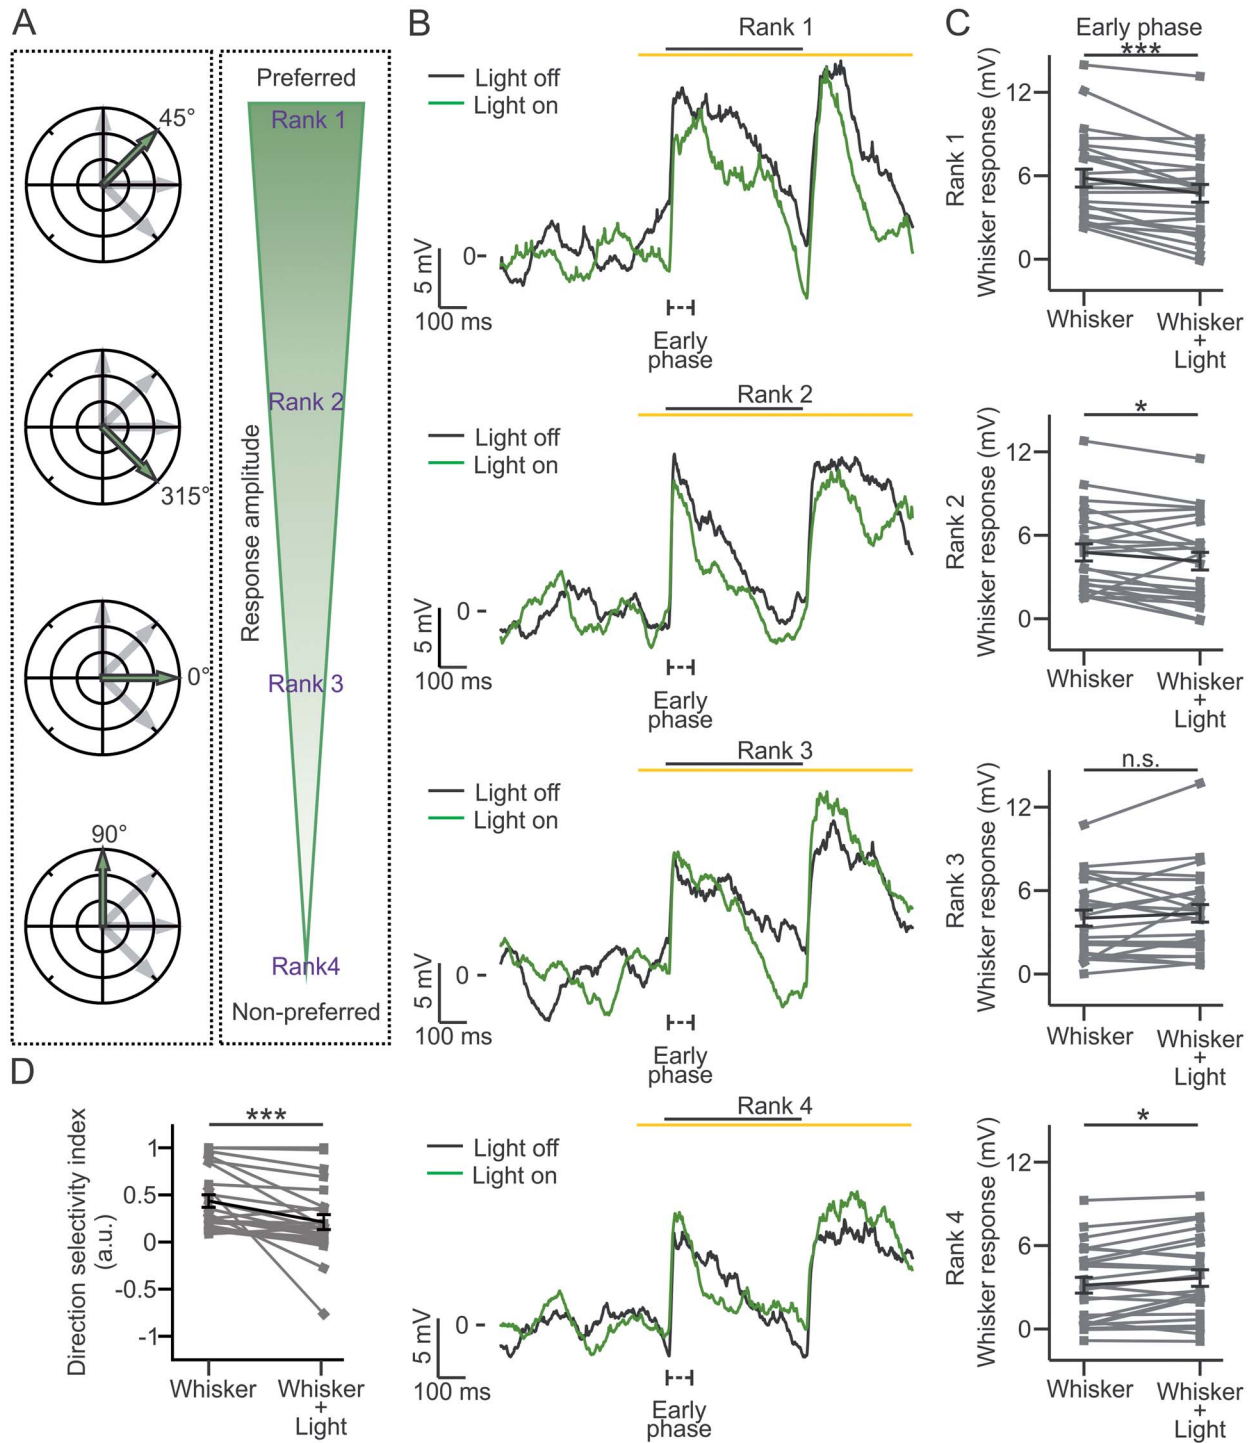 A
45°
315°
0°
90°
Preferred
Rank 1
Rank 2
Rank 3
Rank4
Non-preferred
Response amplitude
B
Rank 1
Light off
Light on
0-
5 mV
100 ms
Early
phase
Rank 2
Light off
Light on
0-
5 mV
100 ms
Early
phase
Rank 3
Light off
Light on
0-
5 mV
100 ms
Early
phase
Rank 4
Light off
Light on
0-
5 mV
100 ms
Early
phase
C
Early phase
***
Rank 1
Whisker response (mV)
12
6
0
Whisker
Whisker
+
Light
*
Rank 2
Whisker response (mV)
12
6
0
Whisker
Whisker
+
Light
n.s.
Rank 3
Whisker response (mV)
12
6
0
Whisker
Whisker
+
Light
*
Rank 4
Whisker response (mV)
12
6
0
Whisker
Whisker
+
Light
D
***
Direction selectivity index
(a.u.)
1
0.5
0
-0.5
-1
Whisker
Whisker
+
Light